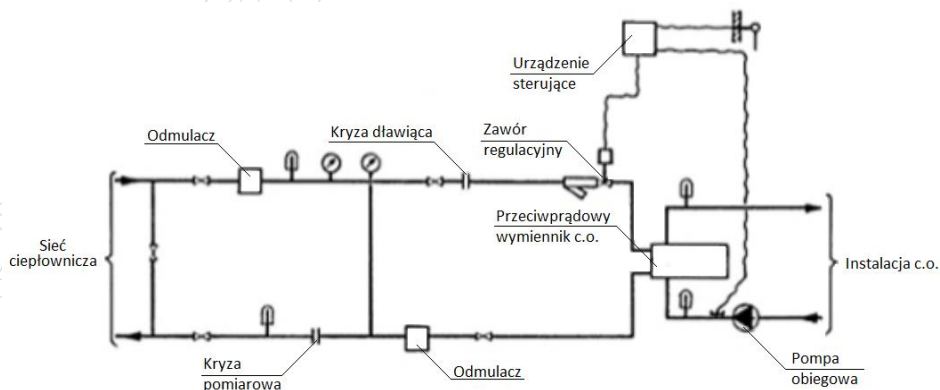 Urządzenie
sterujące
Odmulacz
Kryza dławiąca
Zawór
regulacyjny
Przeciwprądowy
wymiennik c.o.
Sieć
ciepłownicza
Instalacja c.o.
Kryza
pomiarowa
Odmulacz
Pompa
obiegowa